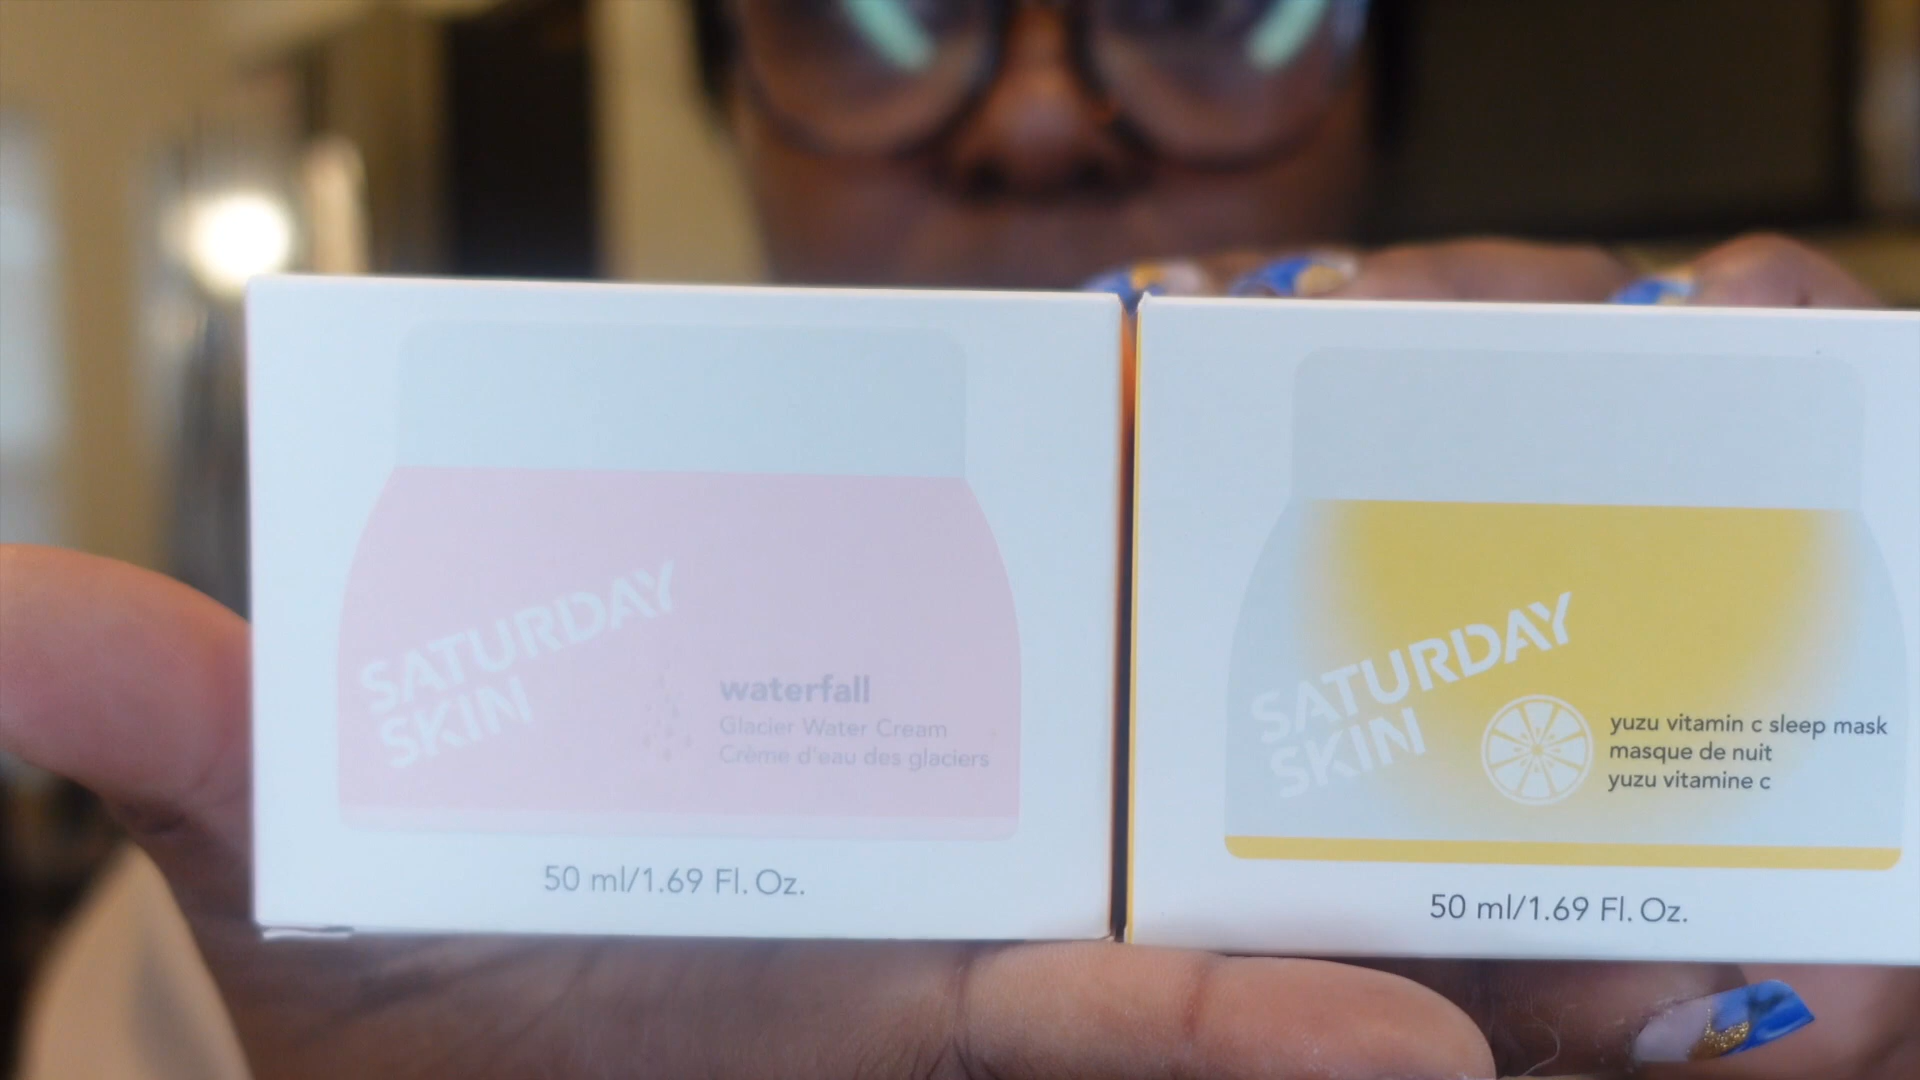 SATURDAY
SKIN
waterfall
Glacier Water Cream
Crème d'eau des glaciers
50 ml/1.69 Fl. Oz.
SATURDAY
SKIN
yuzu vitamin c sleep mask
masque de nuit
yuzu vitamine c
50 ml/1.69 Fl. Oz.